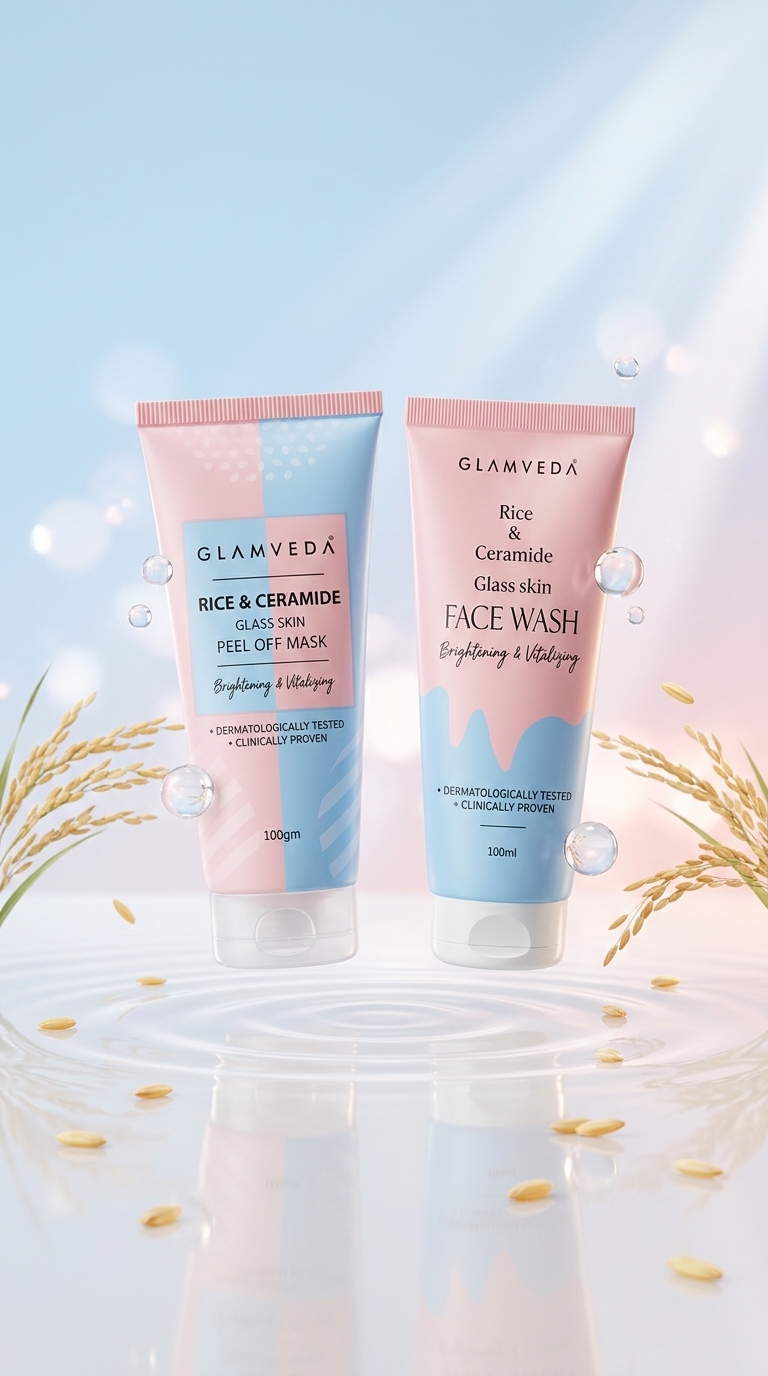 GLAMVEDA
RICE & CERAMIDE
GLASS SKIN
PEEL OFF MASK
Brightening & Vitalizing
• DERMATOLOGICALLY TESTED
• CLINICALLY PROVEN
100gm
GLAMVEDA
Rice
&
Ceramide
Glass skin
FACE WASH
Brightening & Vitalizing
• DERMATOLOGICALLY TESTED
• CLINICALLY PROVEN
100ml